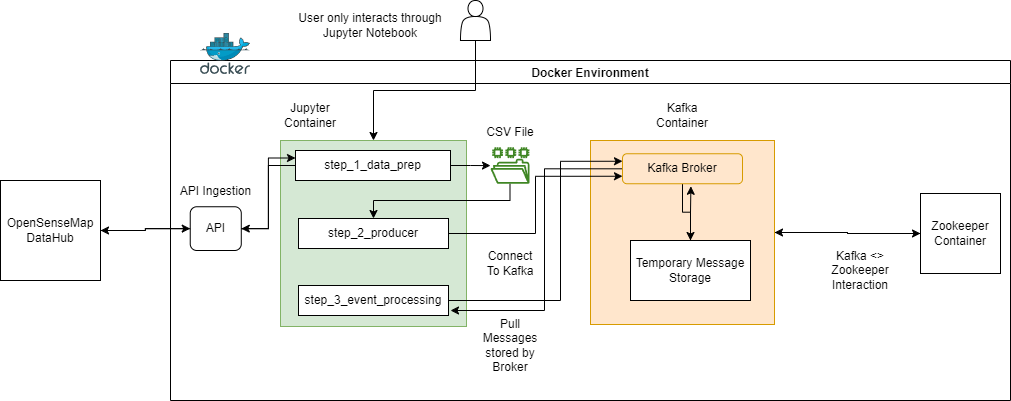 User only interacts through
Jupyter Notebook
docker
Docker Environment
Jupyter
Container
Kafka
Container
CSV File
step_1_data_prep
Kafka Broker
API Ingestion
OpenSenseMap
DataHub
API
step_2_producer
Zookeeper
Container
Connect
To Kafka
Temporary Message
Storage
Kafka <>
Zookeeper
Interaction
step_3_event_processing
Pull
Messages
stored by
Broker